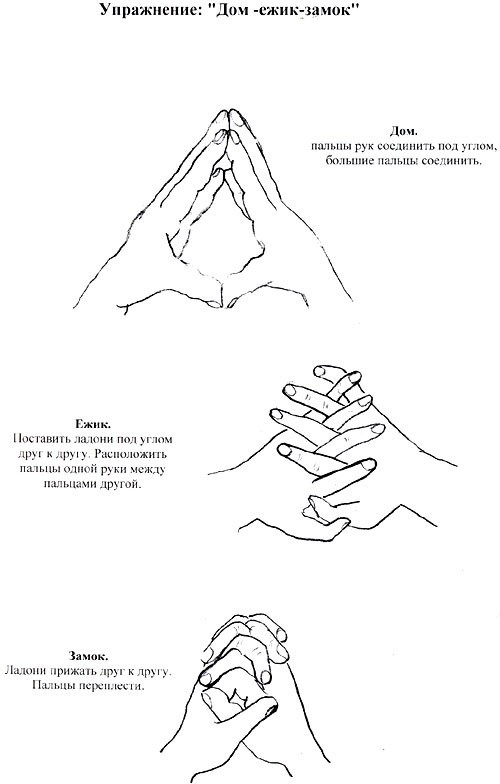 Упражнение: "Дом -ежик-замок"
Дом.
пальцы рук соединить под углом,
большие пальцы соединить.
Ежик.
Поставить ладони под углом
друг к другу. Расположить
пальцы одной руки между
пальцами другой.
Замок.
Ладони прижать друг к другу.
Пальцы переплести.